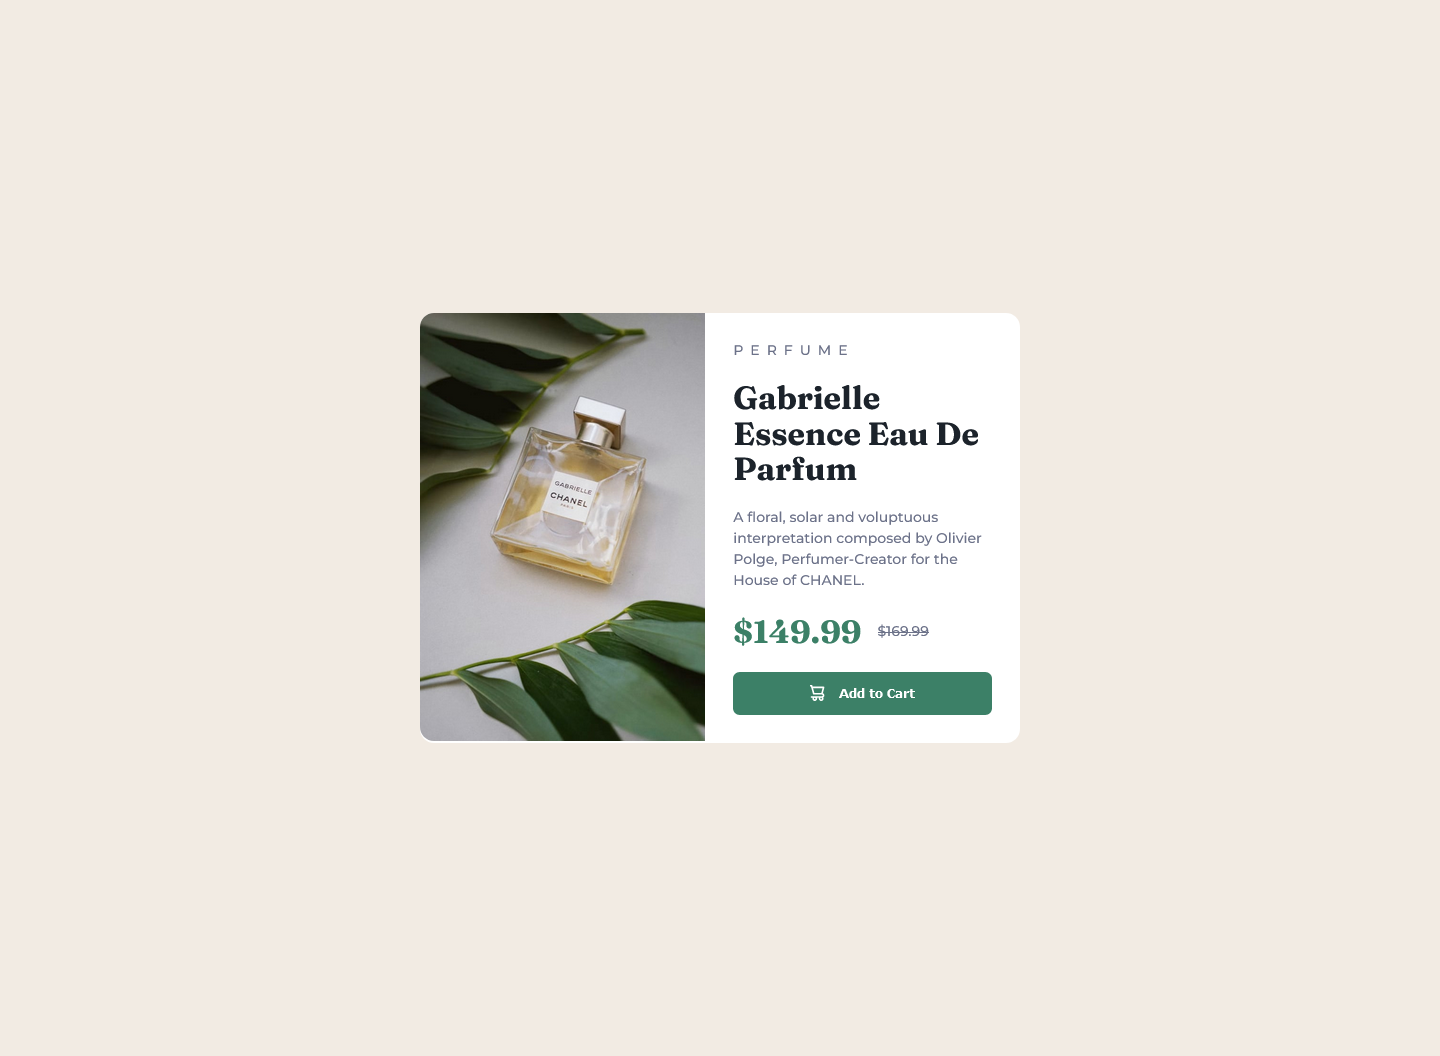 GABRIELLE
CHANEL
PARIS
PERFUME
Gabrielle
Essence Eau De
Parfum
A floral, solar and voluptuous
interpretation composed by Olivier
Polge, Perfumer-Creator for the
House of CHANEL.
$149.99 $169.99
Add to Cart